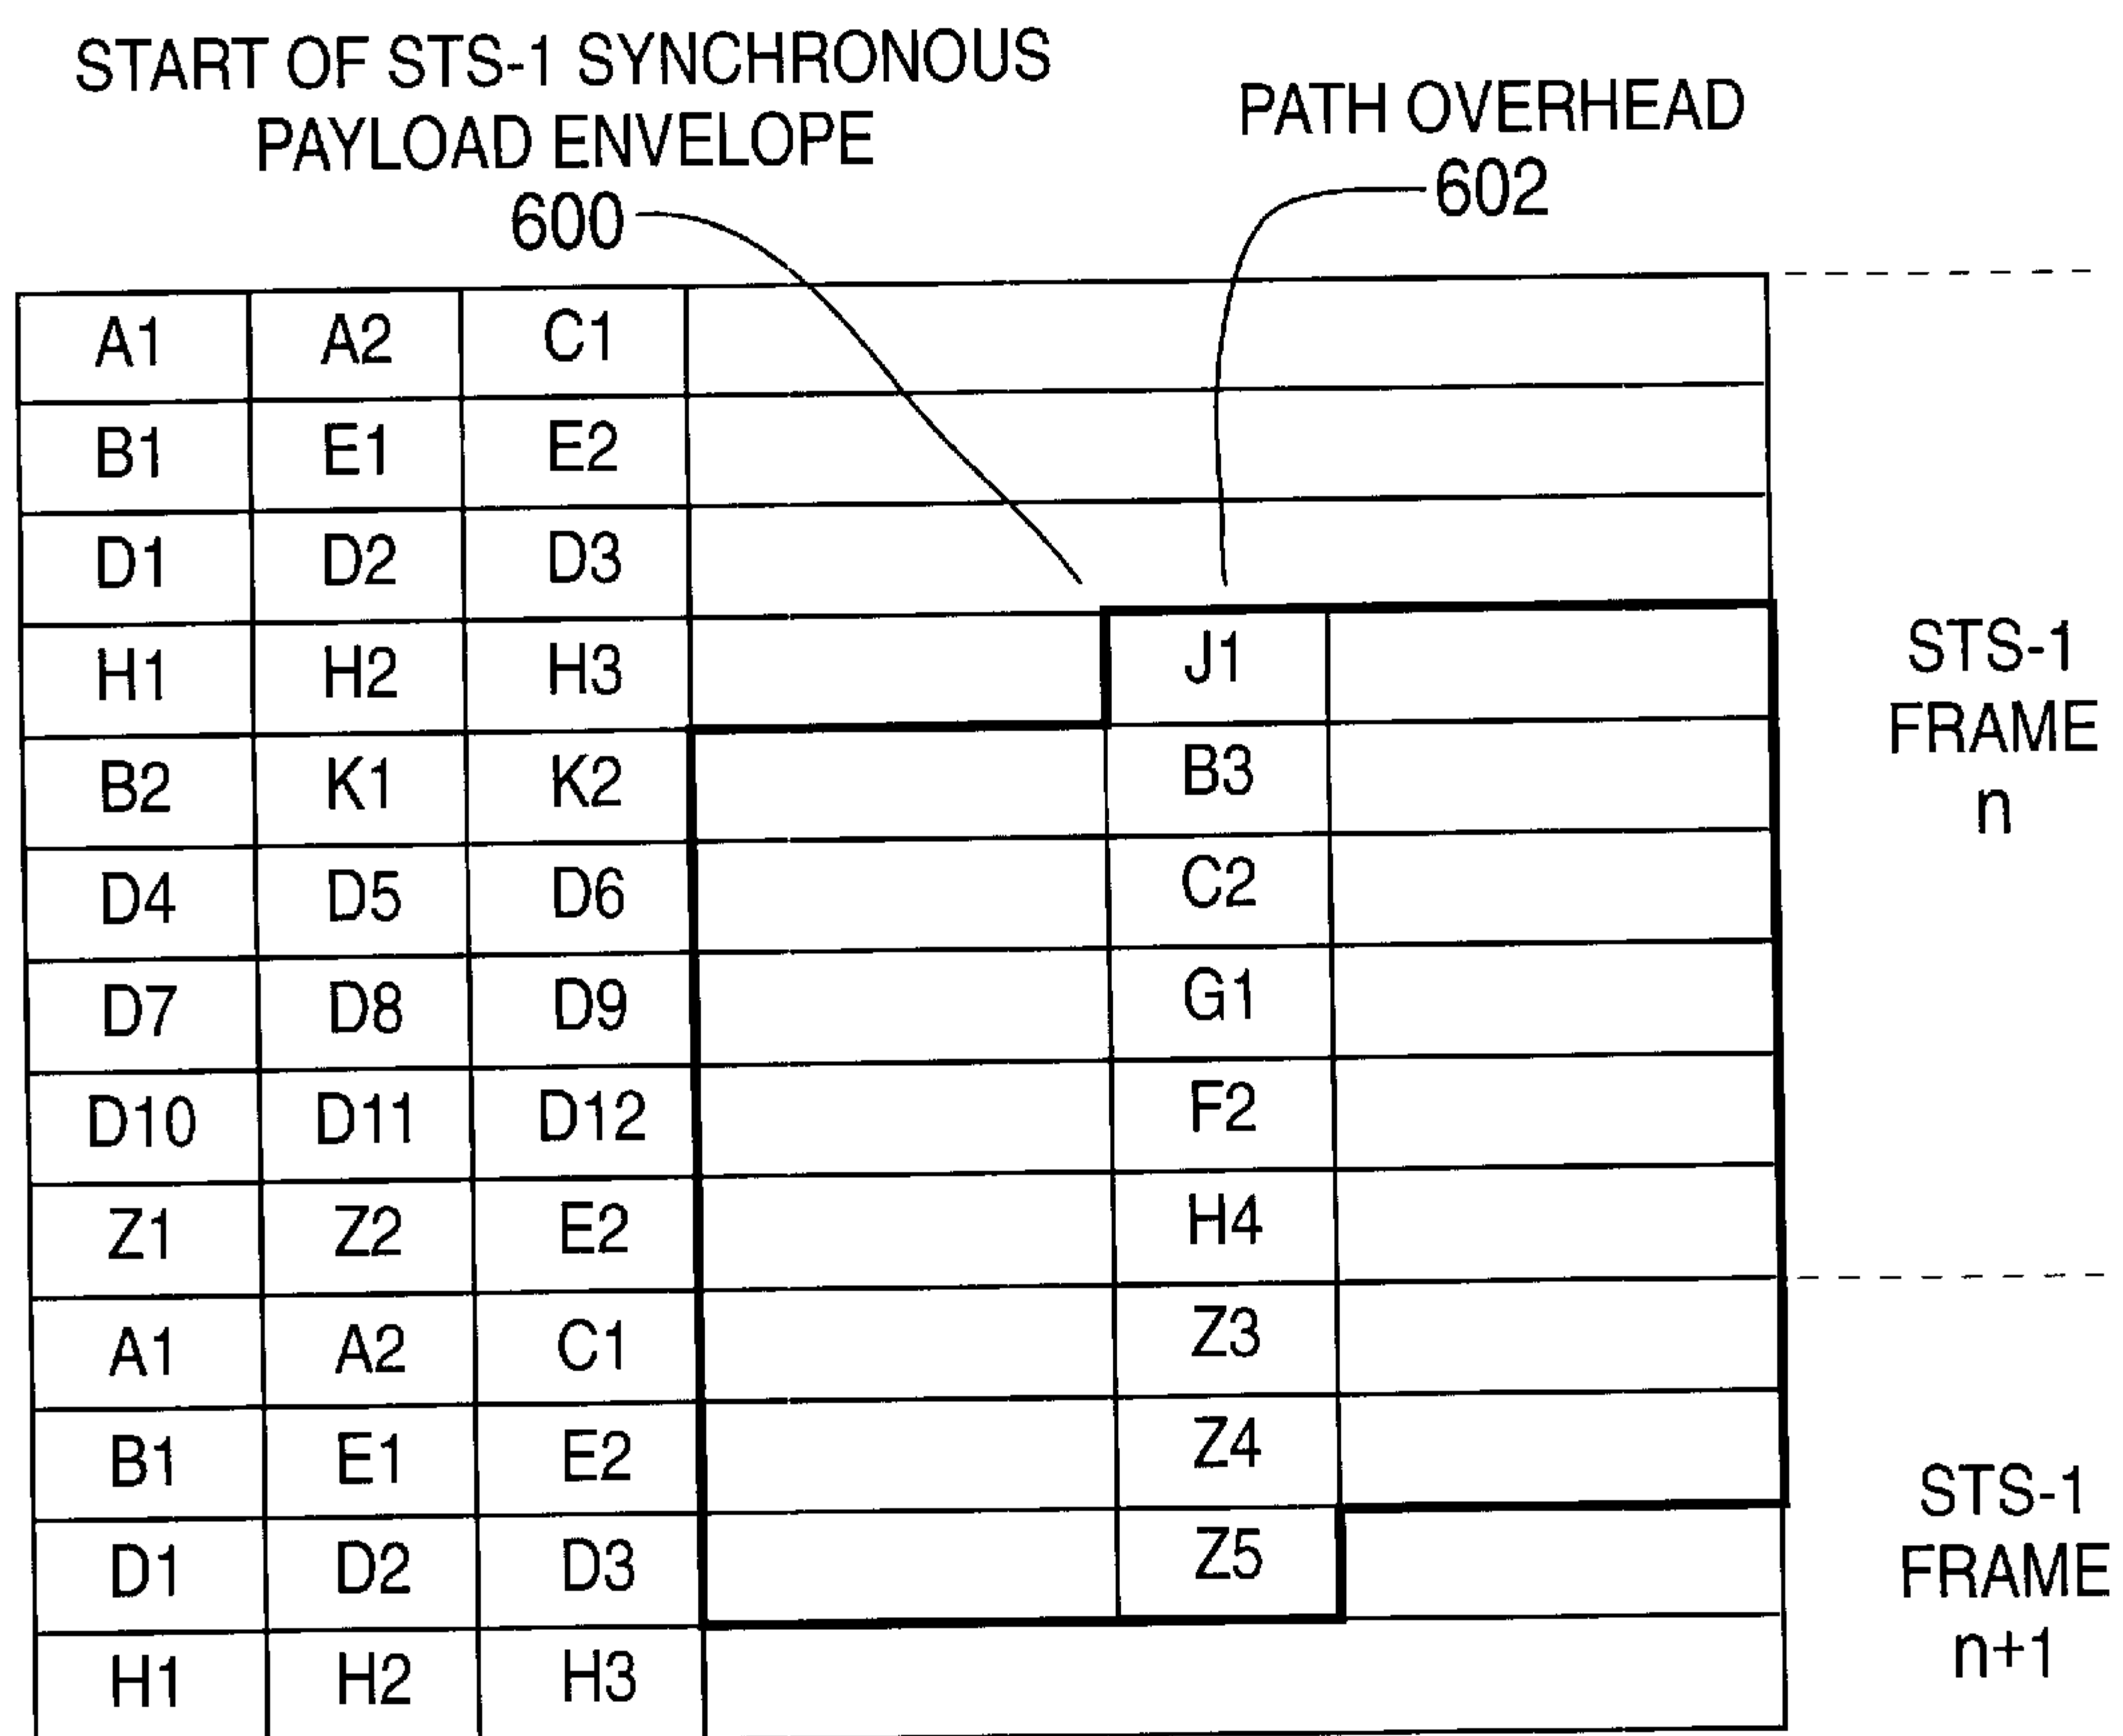 START OF STS-1 SYNCHRONOUS
PAYLOAD ENVELOPE
600
PATH OVERHEAD
602
A1 A2 C1
B1 E1 E2
D1 D2 D3
H1 H2 H3 J1
B2 K1 K2 B3
D4 D5 D6 C2
D7 D8 D9 G1
D10 D11 D12 F2
Z1 Z2 E2 H4
A1 A2 C1 Z3
B1 E1 E2 Z4
D1 D2 D3 Z5
H1 H2 H3
STS-1
FRAME
n
STS-1
FRAME
n+1